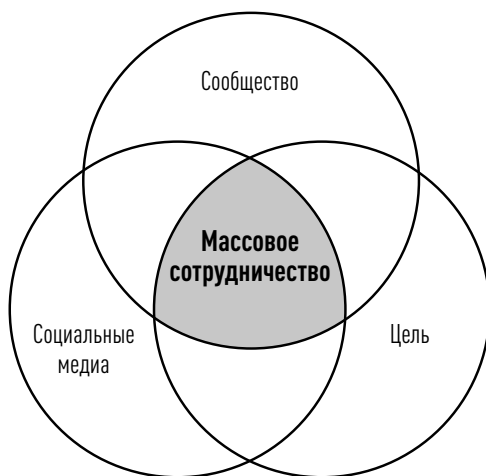 Сообщество
Массовое
сотрудничество
Социальные
медиа
Цель